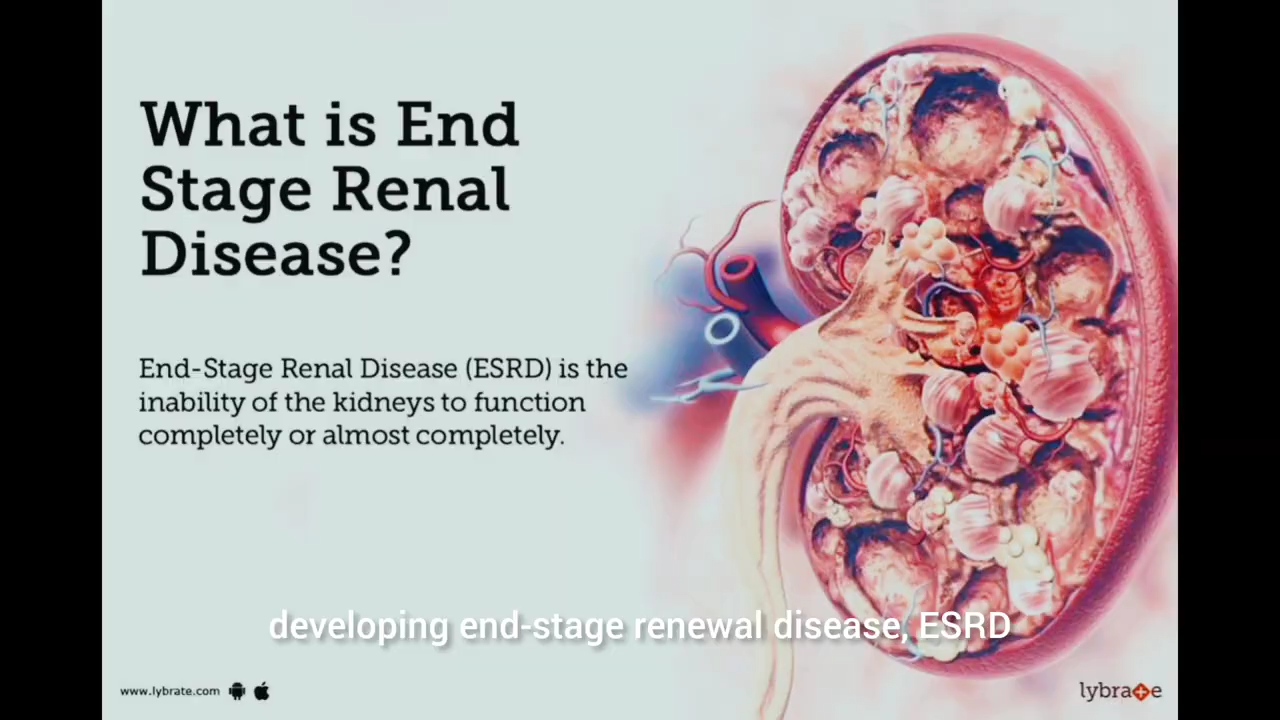 What is End
Stage Renal
Disease?
End-Stage Renal Disease (ESRD) is the
inability of the kidneys to function
completely or almost completely.
developing end-stage renewal disease, ESRD
www.lybrate.com
lybrate